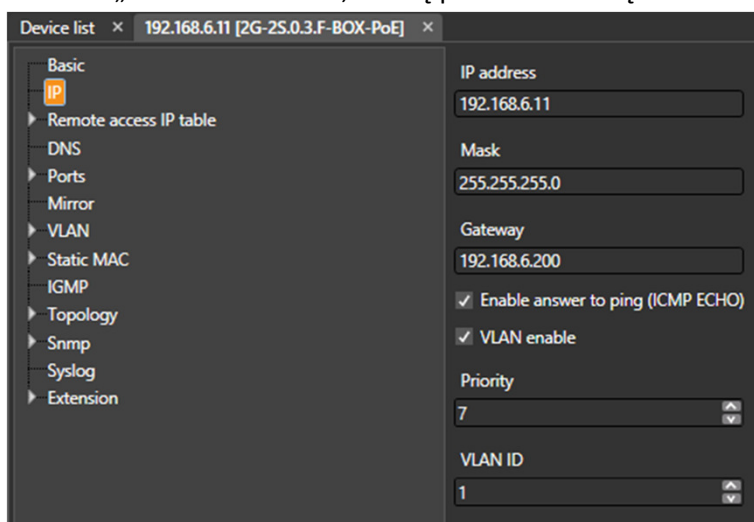 Device list × 192.168.6.11 [2G-2S.0.3.F-BOX-PoE] ×
Basic
IP
Remote access IP table
DNS
Ports
Mirror
VLAN
Static MAC
IGMP
Topology
Snmp
Syslog
Extension
IP address
192.168.6.11
Mask
255.255.255.0
Gateway
192.168.6.200
Enable answer to ping (ICMP ECHO)
VLAN enable
Priority
7
VLAN ID
1